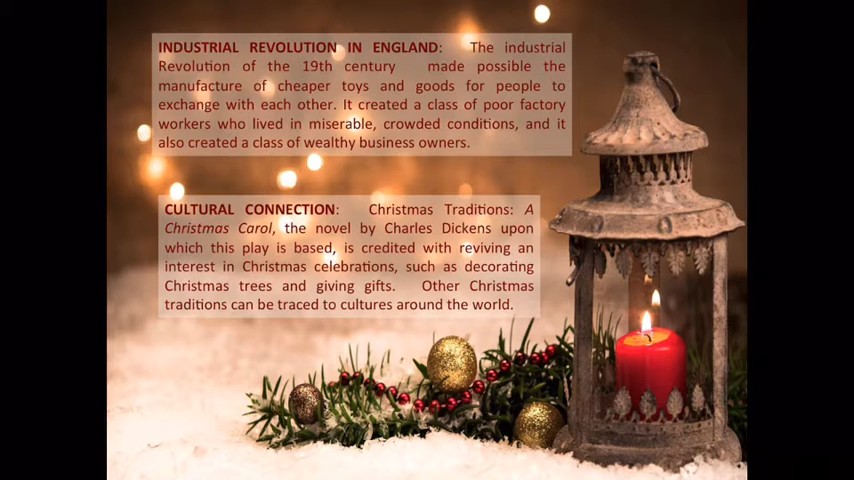 INDUSTRIAL REVOLUTION IN ENGLAND: The industrial
Revolution of the 19th century made possible the
manufacture of cheaper toys and goods for people to
exchange with each other. It created a class of poor factory
workers who lived in miserable, crowded conditions, and it
also created a class of wealthy business owners.
CULTURAL CONNECTION: Christmas Traditions: A
Christmas Carol, the novel by Charles Dickens upon
which this play is based, is credited with reviving an
interest in Christmas celebrations, such as decorating
Christmas trees and giving gifts. Other Christmas
traditions can be traced to cultures around the world.